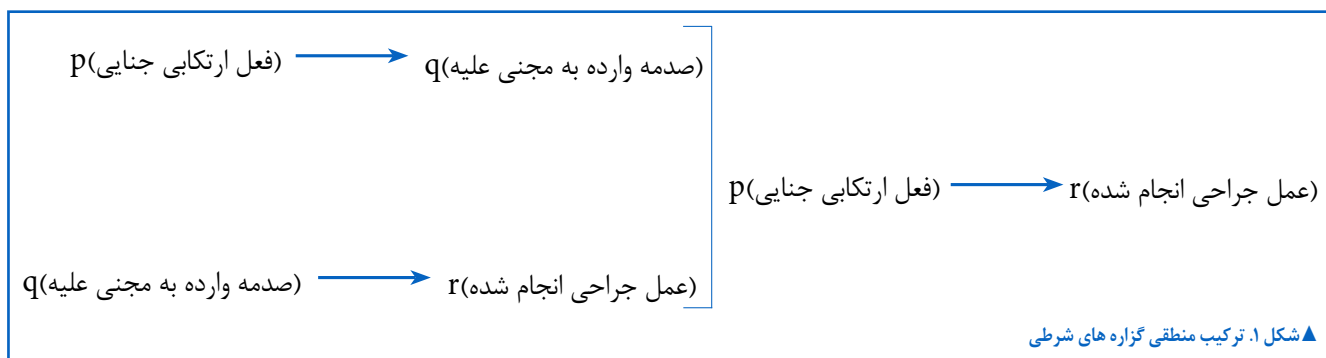 p(فعل ارتکابی جنایی) → q(صدمه وارده به مجنی علیه)
q(صدمه وارده به مجنی علیه) → r(عمل جراحی انجام شده)
p(فعل ارتکابی جنایی) → r(عمل جراحی انجام شده)
▲شکل ۱. ترکیب منطقی گزاره های شرطی